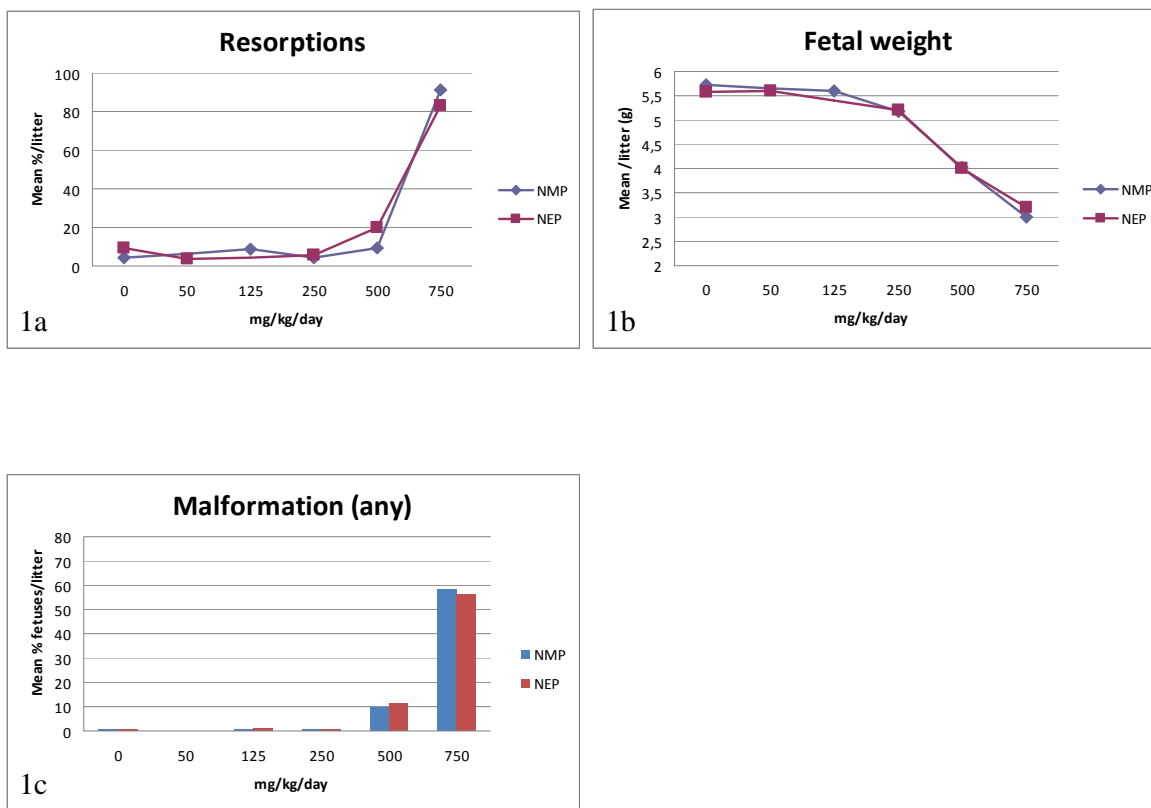 Resorptions
Mean %/litter
100
80
60
40
20
0
0 50 125 250 500 750
mg/kg/day
NMP
NEP
1a
Fetal weight
Mean /litter (g)
6
5,5
5
4,5
4
3,5
3
2,5
2
0 50 125 250 500 750
mg/kg/day
NMP
NEP
1b
Malformation (any)
Mean % fetuses/litter
80
70
60
50
40
30
20
10
0
0 50 125 250 500 750
mg/kg/day
NMP
NEP
1c